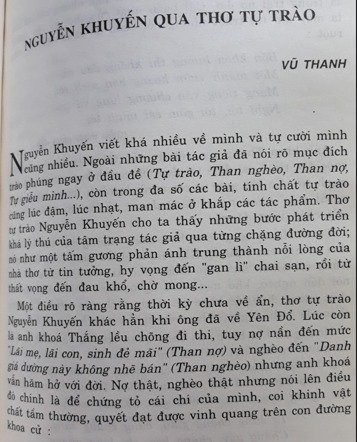 NGUYỄN KHUYẾN QUA THƠ TỰ TRÀO
VŨ THANH
Nguyễn Khuyến viết khá nhiều về mình và tự cười mình
cũng nhiều. Ngoài những bài tác giả đã nói rõ mục đích
trào phúng ngay ở đầu đề (Tự trào, Than nghèo, Than nợ,
Tự giễu mình...), còn trong đa số các bài, tính chất tự trào
cũng lúc đậm, lúc nhạt, man mác ở khắp các tác phẩm. Thơ
tự trào Nguyễn Khuyến cho ta thấy những bước phát triển
khá lý thú của tâm trạng tác giả qua từng chặng đường đời;
nó như một tấm gương phản ánh trung thành nỗi lòng của
nhà thơ từ tin tưởng, hy vọng đến "gan lì" chai sạn, rồi từ
thất vọng đến đau khổ, chờ mong...
Một điều rõ ràng rằng thời kỳ chưa về ẩn, thơ tự trào
Nguyễn Khuyến khác hẳn khi ông đã về Yên Đổ. Lúc còn
là anh khoá Thắng lều chõng đi thi, tuy nợ nần đến mức
"Lãi mẹ, lãi con, sinh đẻ mãi" (Than nợ) và nghèo đến "Danh
giá dường này không nhẽ bán" (Than nghèo) nhưng anh khoá
vẫn hăm hở với đời. Nợ thật, nghèo thật nhưng nói lên điều
đó chính là để chứng tỏ cái chí của mình, coi khinh vật
chất tầm thường, quyết đạt được vinh quang trên con đường
khoa cử :